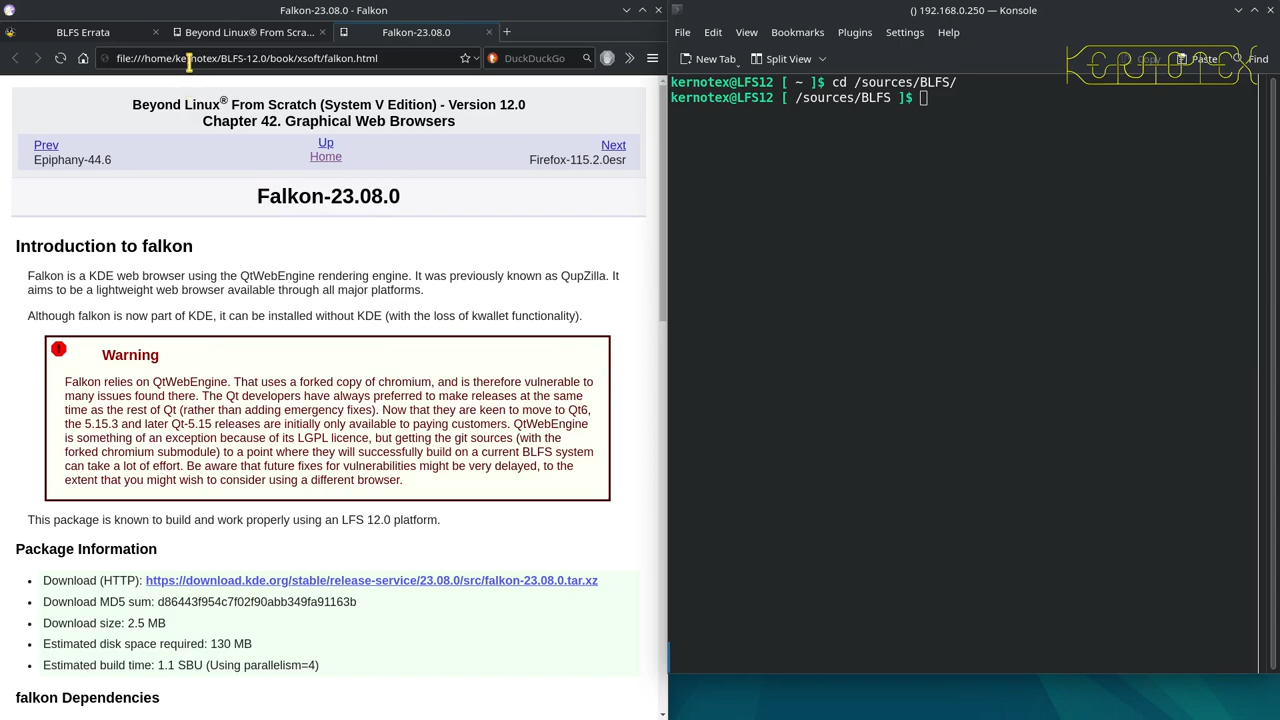 Falkon-23.08.0 - Falkon
BLFS Errata
Beyond Linux® From Scra...
Falkon-23.08.0
file:///home/kernotex/BLFS-12.0/book/xsoft/falkon.html
DuckDuckGo
Beyond Linux® From Scratch (System V Edition) - Version 12.0
Chapter 42. Graphical Web Browsers
Prev
Up
Next
Epiphany-44.6
Home
Firefox-115.2.0esr
Falkon-23.08.0
Introduction to falkon
Falkon is a KDE web browser using the QtWebEngine rendering engine. It was previously known as QupZilla. It
aims to be a lightweight web browser available through all major platforms.
Although falkon is now part of KDE, it can be installed without KDE (with the loss of kwallet functionality).
Warning
Falkon relies on QtWebEngine. That uses a forked copy of chromium, and is therefore vulnerable to
many issues found there. The Qt developers have always preferred to make releases at the same
time as the rest of Qt (rather than adding emergency fixes). Now that they are keen to move to Qt6,
the 5.15.3 and later Qt-5.15 releases are initially only available to paying customers. QtWebEngine
is something of an exception because of its LGPL licence, but getting the git sources (with the
forked chromium submodule) to a point where they will successfully build on a current BLFS system
can take a lot of effort. Be aware that future fixes for vulnerabilities might be very delayed, to the
extent that you might wish to consider using a different browser.
This package is known to build and work properly using an LFS 12.0 platform.
Package Information
Download (HTTP): https://download.kde.org/stable/release-service/23.08.0/src/falkon-23.08.0.tar.xz
Download MD5 sum: d86443f954c7f02f90abb349fa91163b
Download size: 2.5 MB
Estimated disk space required: 130 MB
Estimated build time: 1.1 SBU (Using parallelism=4)
falkon Dependencies
() 192.168.0.250 — Konsole
File Edit View Bookmarks Plugins Settings Help
New Tab Split View Copy Paste Find
kernotex@LFS12 [ ~ ]$ cd /sources/BLFS/
kernotex@LFS12 [ /sources/BLFS ]$